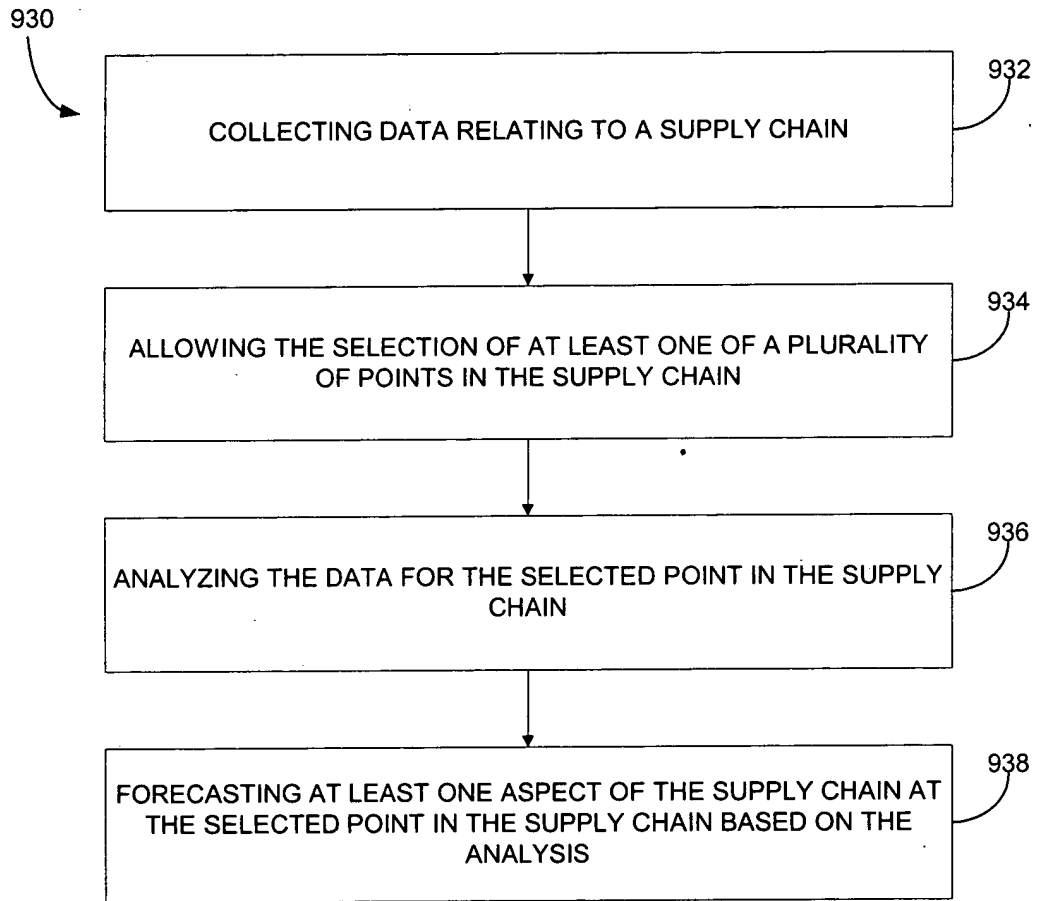 930
932
COLLECTING DATA RELATING TO A SUPPLY CHAIN
934
ALLOWING THE SELECTION OF AT LEAST ONE OF A PLURALITY
OF POINTS IN THE SUPPLY CHAIN
936
ANALYZING THE DATA FOR THE SELECTED POINT IN THE SUPPLY
CHAIN
938
FORECASTING AT LEAST ONE ASPECT OF THE SUPPLY CHAIN AT
THE SELECTED POINT IN THE SUPPLY CHAIN BASED ON THE
ANALYSIS